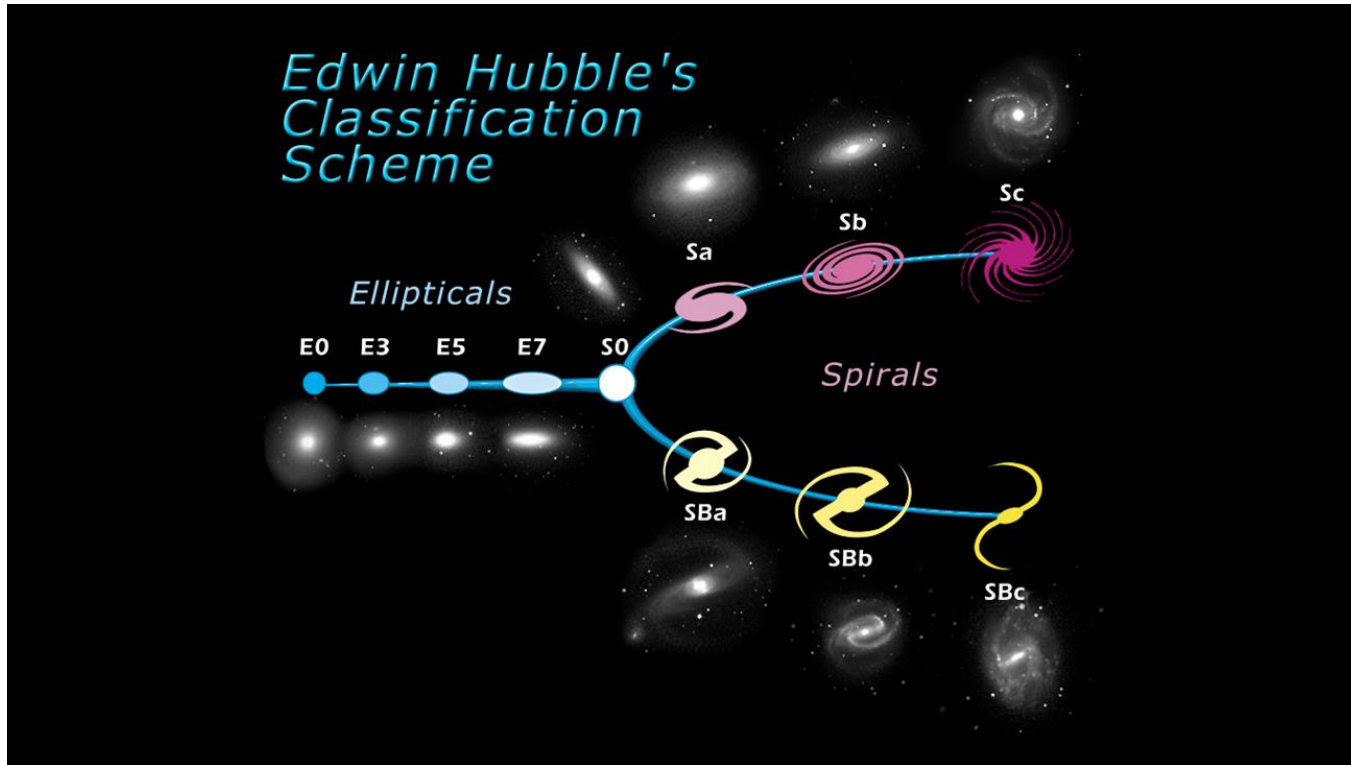 Edwin Hubble's
Classification
Scheme
Ellipticals
E0 E3 E5 E7 S0
Sa
Sb
Sc
Spirals
SBa
SBb
SBc